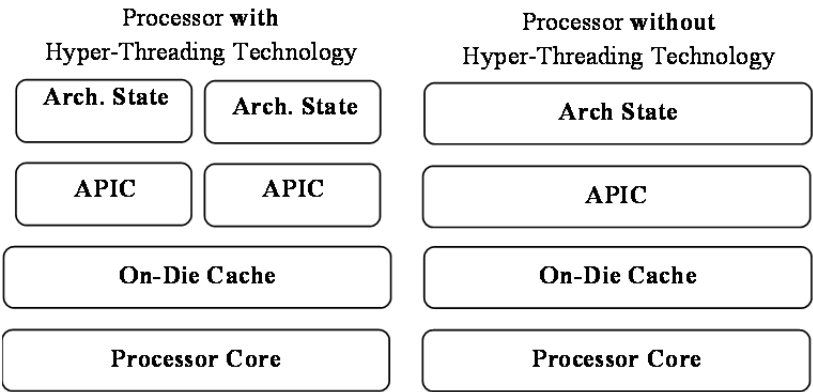 Processor with
Hyper-Threading Technology
Arch. State
Arch. State
APIC
APIC
On-Die Cache
Processor Core
Processor without
Hyper-Threading Technology
Arch State
APIC
On-Die Cache
Processor Core